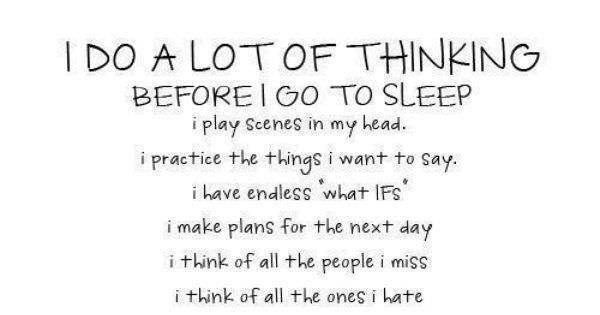 I DO A LOT OF THINKING
BEFORE I GO TO SLEEP
i play scenes in my head.
i practice the things i want to say.
i have endless "what IFs"
i make plans for the next day
i think of all the people i miss
i think of all the ones i hate